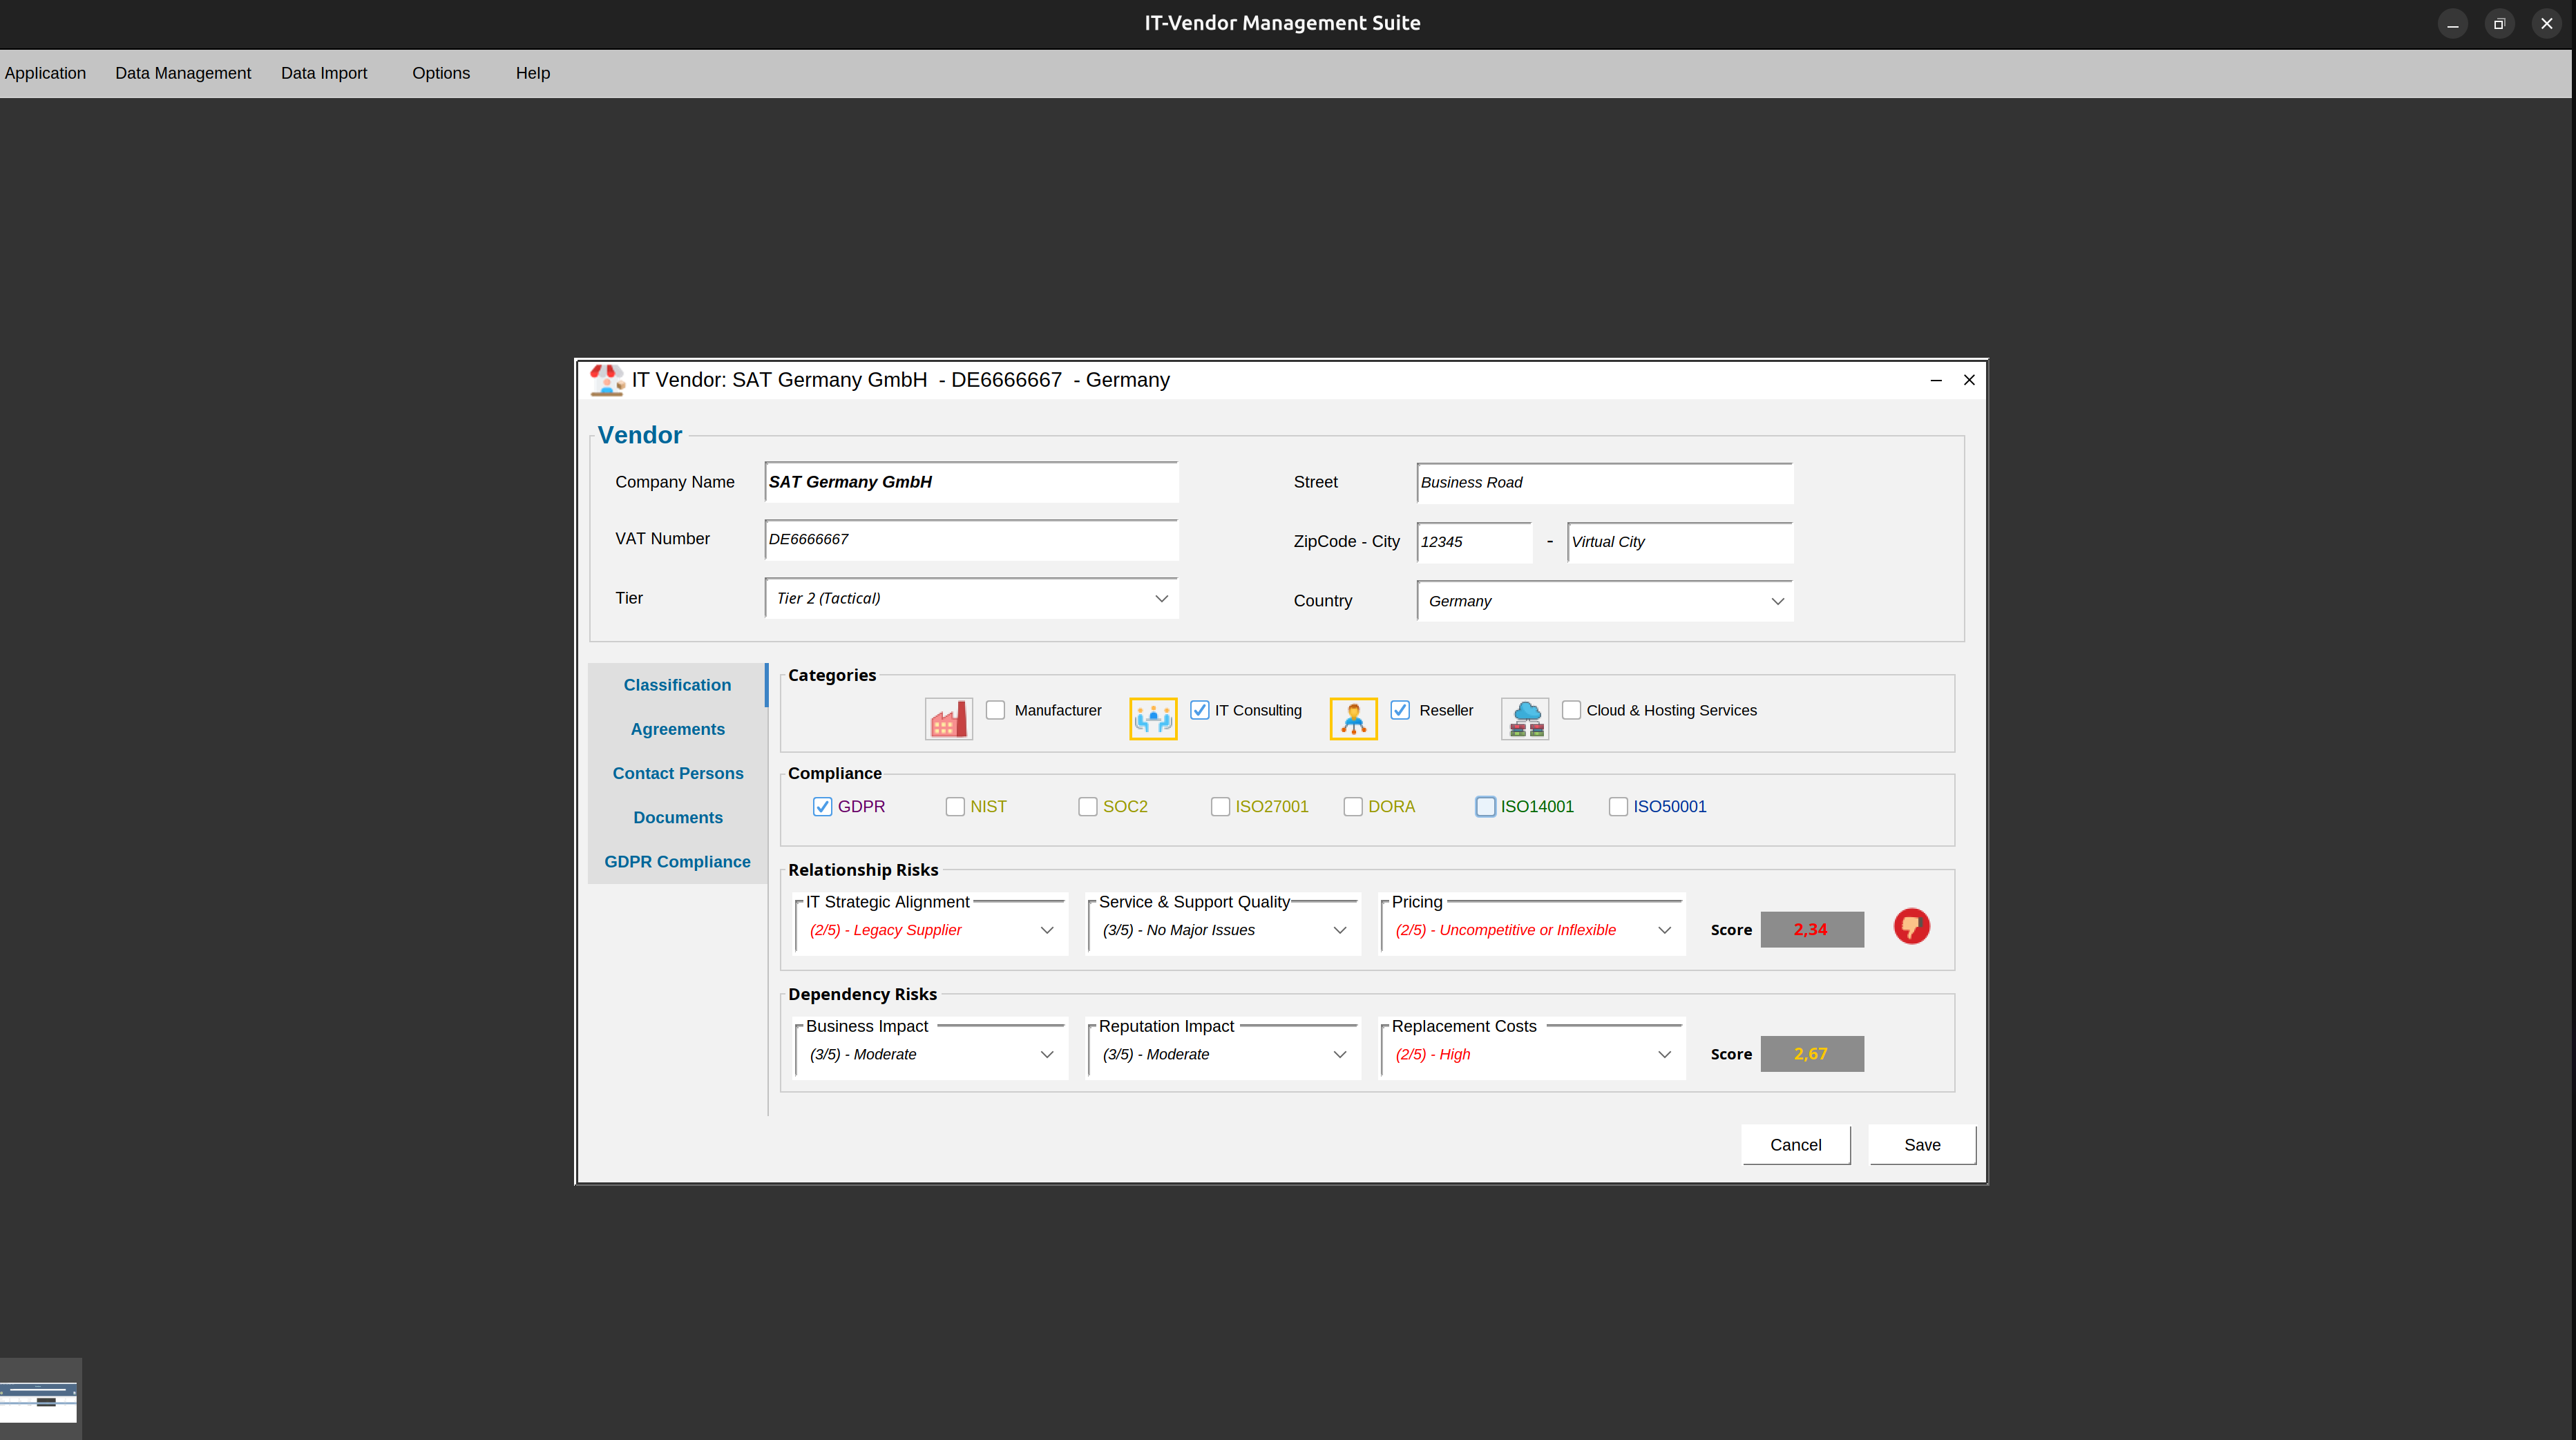 IT-Vendor Management Suite
Application Data Management Data Import Options Help
IT Vendor: SAT Germany GmbH - DE6666667 - Germany
Vendor
Company Name SAT Germany GmbH Street Business Road
VAT Number DE6666667 ZipCode - City 12345 - Virtual City
Tier Tier 2 (Tactical) Country Germany
Classification
Agreements
Contact Persons
Documents
GDPR Compliance
Categories
Manufacturer IT Consulting Reseller Cloud & Hosting Services
Compliance
GDPR NIST SOC2 ISO27001 DORA ISO14001 ISO50001
Relationship Risks
IT Strategic Alignment Service & Support Quality Pricing
(2/5) - Legacy Supplier (3/5) - No Major Issues (2/5) - Uncompetitive or Inflexible Score 2,34
Dependency Risks
Business Impact Reputation Impact Replacement Costs
(3/5) - Moderate (3/5) - Moderate (2/5) - High Score 2,67
Cancel Save